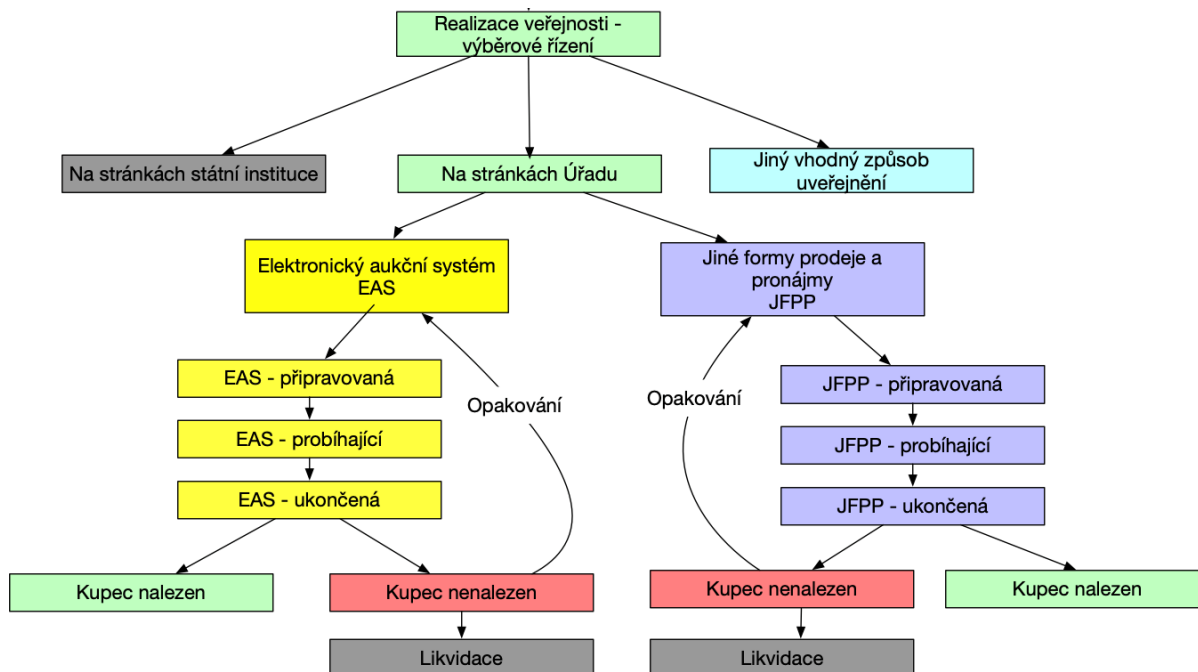 Realizace veřejnosti -
výběrové řízení
Na stránkách státní instituce
Na stránkách Úřadu
Jiný vhodný způsob
uveřejnění
Elektronický aukční systém
EAS
Jiné formy prodeje a
pronájmy
JFPP
EAS - připravovaná
Opakování
Opakování
JFPP - připravovaná
EAS - probíhající
JFPP - probíhající
EAS - ukončená
JFPP - ukončená
Kupec nalezen
Kupec nenalezen
Kupec nenalezen
Kupec nalezen
Likvidace
Likvidace